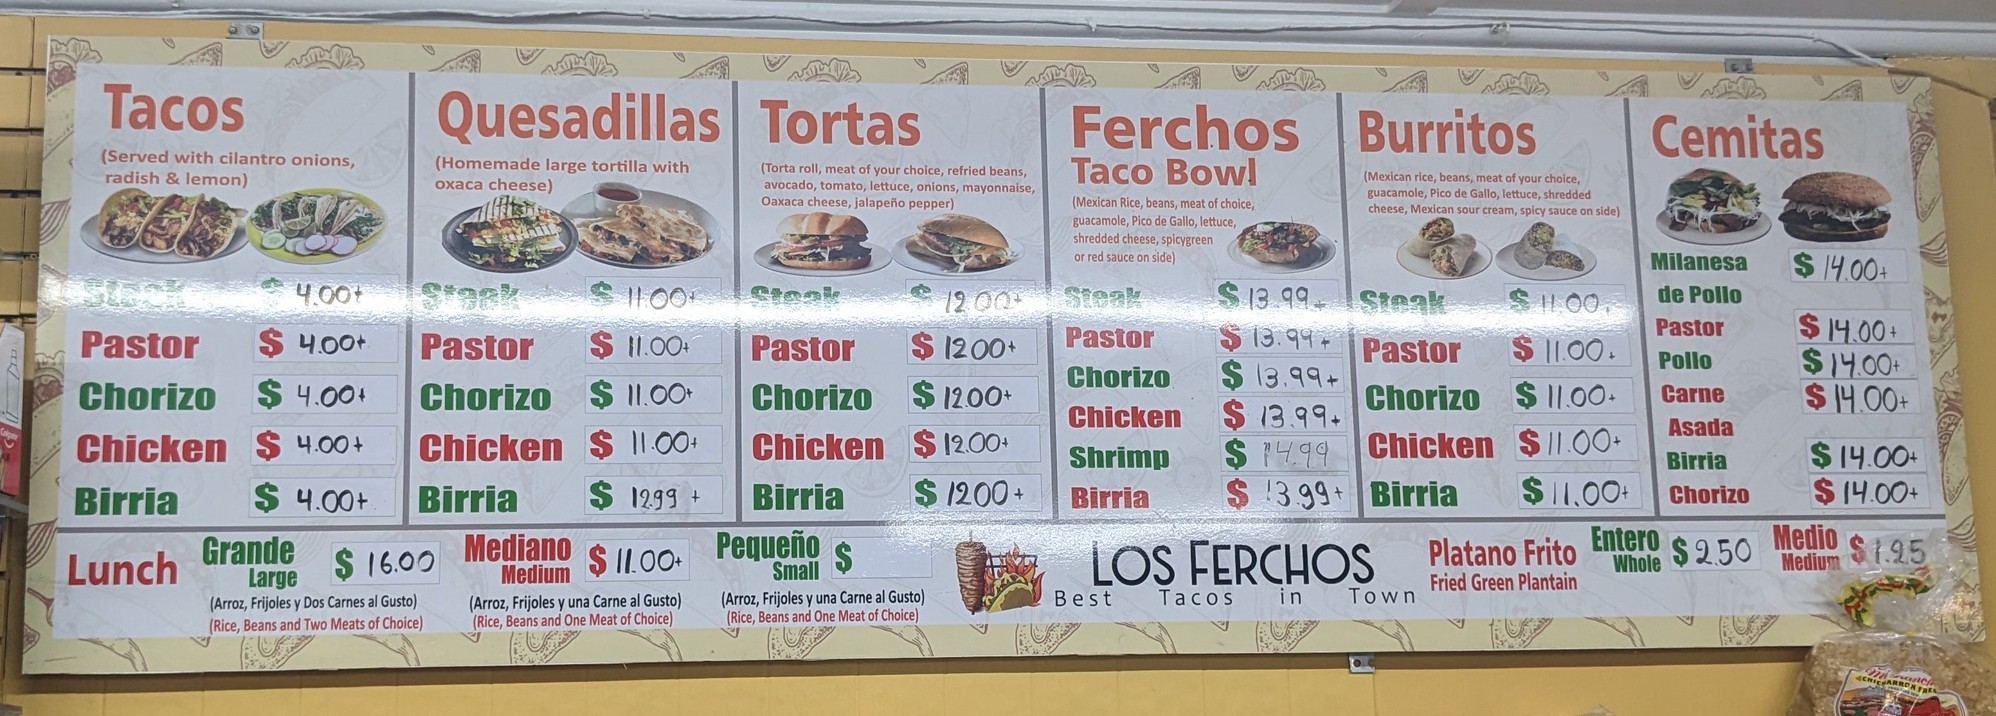 Tacos
(Served with cilantro onions,
radish & lemon)
Steak $ 4.00+
Pastor $ 4.00+
Chorizo $ 4.00+
Chicken $ 4.00+
Birria $ 4.00+
Quesadillas
(Homemade large tortilla with
oxaca cheese)
Steak $ 11.00+
Pastor $ 11.00+
Chorizo $ 11.00+
Chicken $ 11.00+
Birria $ 12.99 +
Tortas
(Torta roll, meat of your choice, refried beans,
avocado, tomato, lettuce, onions, mayonnaise,
Oaxaca cheese, jalapeño pepper)
Steak $ 12.00+
Pastor $ 12.00+
Chorizo $ 12.00+
Chicken $ 12.00+
Birria $ 12.00+
Ferchos
Taco Bowl
(Mexican Rice, beans, meat of choice,
guacamole, Pico de Gallo, lettuce,
shredded cheese, spicygreen
or red sauce on side)
Steak $ 13.99+
Pastor $ 13.99+
Chorizo $ 13.99+
Chicken $ 13.99+
Shrimp $ 14.99
Birria $ 13.99+
Burritos
(Mexican rice, beans, meat of your choice,
guacamole, Pico de Gallo, lettuce, shredded
cheese, Mexican sour cream, spicy sauce on side)
Steak $ 11.00+
Pastor $ 11.00+
Chorizo $ 11.00+
Chicken $ 11.00+
Birria $ 11.00+
Cemitas
Milanesa $ 14.00+
de Pollo
Pastor $ 14.00+
Pollo $ 14.00+
Carne $ 14.00+
Asada
Birria $ 14.00+
Chorizo $ 14.00+
Lunch
Grande
Large
$ 16.00
(Arroz, Frijoles y Dos Carnes al Gusto)
(Rice, Beans and Two Meats of Choice)
Mediano
Medium
$ 11.00+
(Arroz, Frijoles y una Carne al Gusto)
(Rice, Beans and One Meat of Choice)
Pequeño
Small
$
(Arroz, Frijoles y una Carne al Gusto)
(Rice, Beans and One Meat of Choice)
LOS FERCHOS
Best Tacos in Town
Platano Frito
Fried Green Plantain
Entero
Whole
$ 2.50
Medio
Medium
$ 1.25